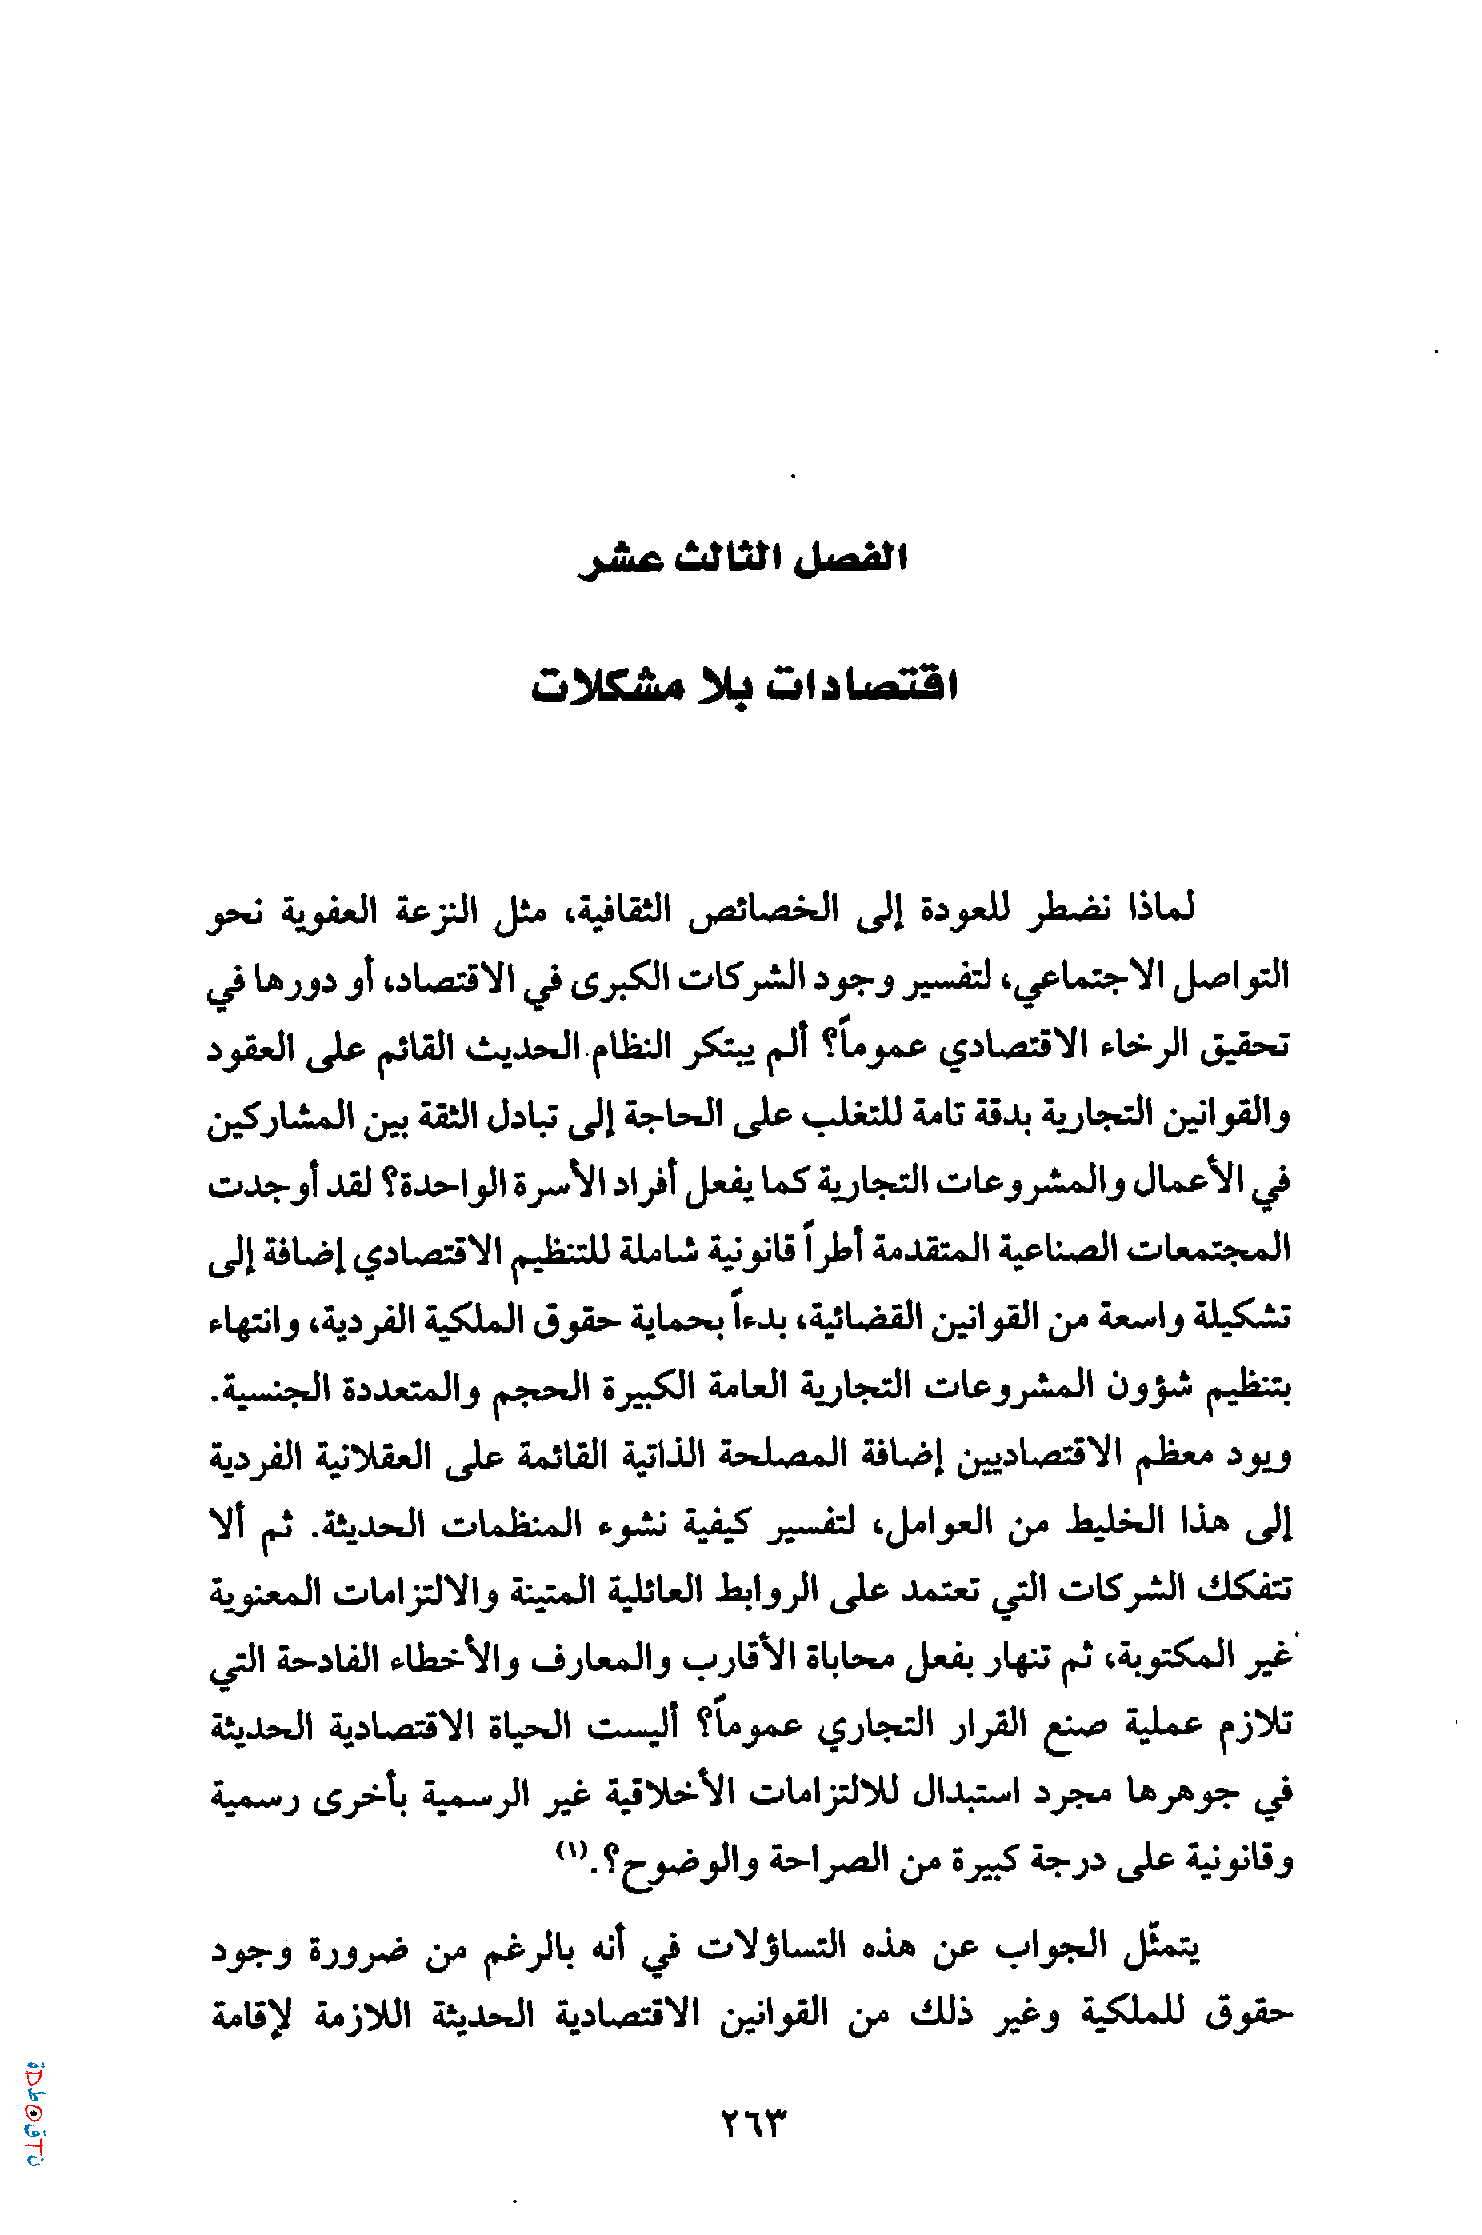 الفصل الثالث عشر
اقتصادات بلا مشكلات
لماذا نضطر للعودة إلى الخصائص الثقافية، مثل النزعة العفوية نحو
التواصل الاجتماعي، لتفسير وجود الشركات الكبرى في الاقتصاد، أو دورها في
تحقيق الرخاء الاقتصادي عموماً؟ ألم يبتكر النظام الحديث القائم على العقود
والقوانين التجارية بدقة تامة للتغلب على الحاجة إلى تبادل الثقة بين المشاركين
في الأعمال والمشروعات التجارية كما يفعل أفراد الأسرة الواحدة؟ لقد أوجدت
المجتمعات الصناعية المتقدمة أطراً قانونية شاملة للتنظيم الاقتصادي إضافة إلى
تشكيلة واسعة من القوانين القضائية، بدءاً بحماية حقوق الملكية الفردية، وانتهاء
بتنظيم شؤون المشروعات التجارية العامة الكبيرة الحجم والمتعددة الجنسية.
ويود معظم الاقتصاديين إضافة المصلحة الذاتية القائمة على العقلانية الفردية
إلى هذا الخليط من العوامل، لتفسير كيفية نشوء المنظمات الحديثة. ثم ألا
تتفكك الشركات التي تعتمد على الروابط العائلية المتينة والالتزامات المعنوية
غير المكتوبة، ثم تنهار بفعل محاباة الأقارب والمعارف والأخطاء الفادحة التي
تلازم عملية صنع القرار التجاري عموماً؟ أليست الحياة الاقتصادية الحديثة
في جوهرها مجرد استبدال للالتزامات الأخلاقية غير الرسمية بأخرى رسمية
وقانونية على درجة كبيرة من الصراحة والوضوح؟.(١)
يتمثّل الجواب عن هذه التساؤلات في أنه بالرغم من ضرورة وجود
حقوق للملكية وغير ذلك من القوانين الاقتصادية الحديثة اللازمة لإقامة
٢٦٣